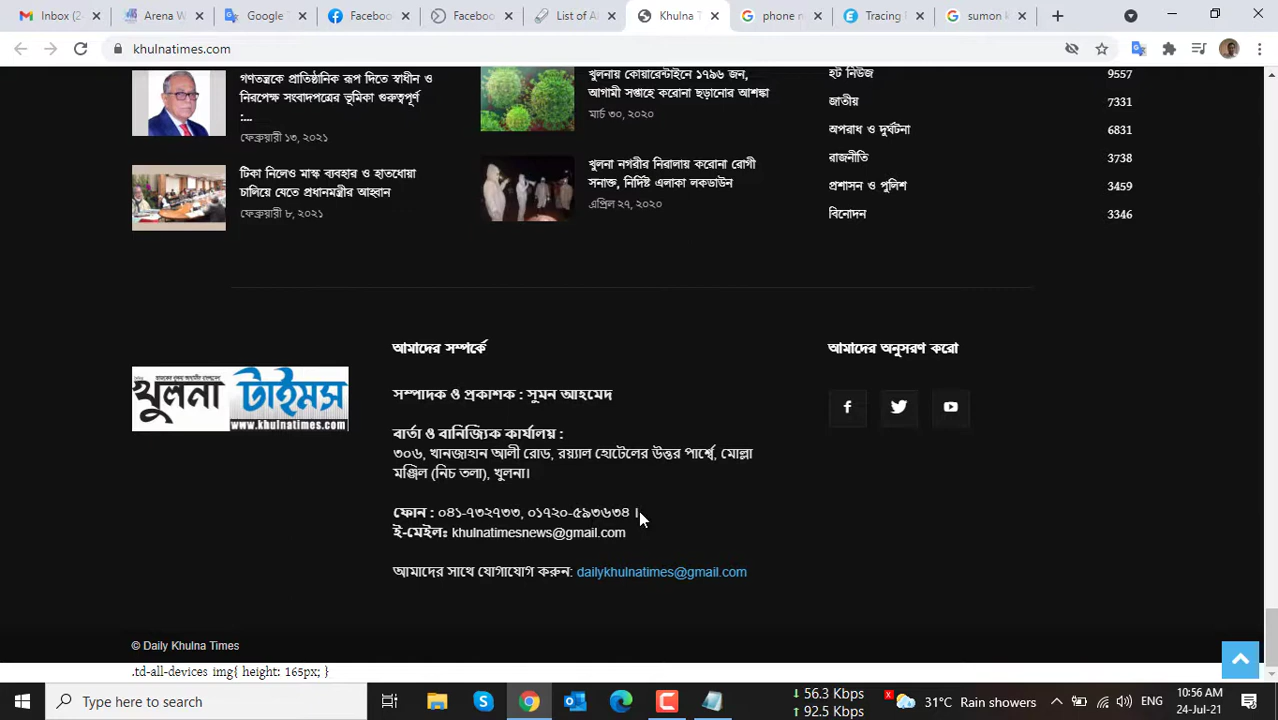 Inbox (2
Arena W
Google T
Facebook
Faceboo
List of A
Khulna T
phone n
Tracing
sumon k
khulnatimes.com
গণতন্ত্রকে প্রাতিষ্ঠানিক রূপ দিতে স্বাধীন ও
নিরপেক্ষ সংবাদপত্রের ভূমিকা গুরুত্বপূর্ণ
:...
ফেব্রুয়ারী ১৩, ২০২১
টিকা নিলেও মাস্ক ব্যবহার ও হাতধোয়া
চালিয়ে যেতে প্রধানমন্ত্রীর আহ্বান
ফেব্রুয়ারী ৮, ২০২১
খুলনায় কোয়ারেন্টাইনে ১৭৯৬ জন,
আগামী সপ্তাহে করোনা ছড়ানোর আশঙ্কা
মার্চ ৩০, ২০২০
খুলনা নগরীর নিরালায় করোনা রোগী
সনাক্ত, নির্দিষ্ট এলাকা লকডাউন
এপ্রিল ২৭, ২০২০
হট নিউজ 9557
জাতীয় 7331
অপরাধ ও দুর্ঘটনা 6831
রাজনীতি 3738
প্রশাসন ও পুলিশ 3459
বিনোদন 3346
খুলনা টাইমস
www.khulnatimes.com
আমাদের সম্পর্কে
সম্পাদক ও প্রকাশক : সুমন আহমেদ
বার্তা ও বানিজ্যিক কার্যালয় :
৩০৬, খানজাহান আলী রোড, রয়্যাল হোটেলের উত্তর পার্শ্বে, মোল্লা
মঞ্জিল (নিচ তলা), খুলনা।
ফোন : ০৪১-৭৩২৭৩৩, ০১৭২০-৫৯৩৬৩৪ ।
ই-মেইলঃ khulnatimesnews@gmail.com
আমাদের সাথে যোগাযোগ করুন: dailykhulnatimes@gmail.com
আমাদের অনুসরণ করো
© Daily Khulna Times
.td-all-devices img{ height: 165px; }
Type here to search
56.3 Kbps
92.5 Kbps
31°C Rain showers
ENG
10:56 AM
24-Jul-21